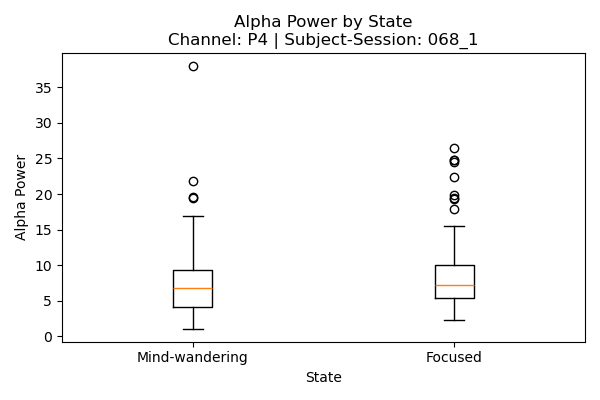 Alpha Power by State
Channel: P4 | Subject-Session: 068_1
Alpha Power
35
30
25
20
15
10
5
0
Mind-wandering
Focused
State